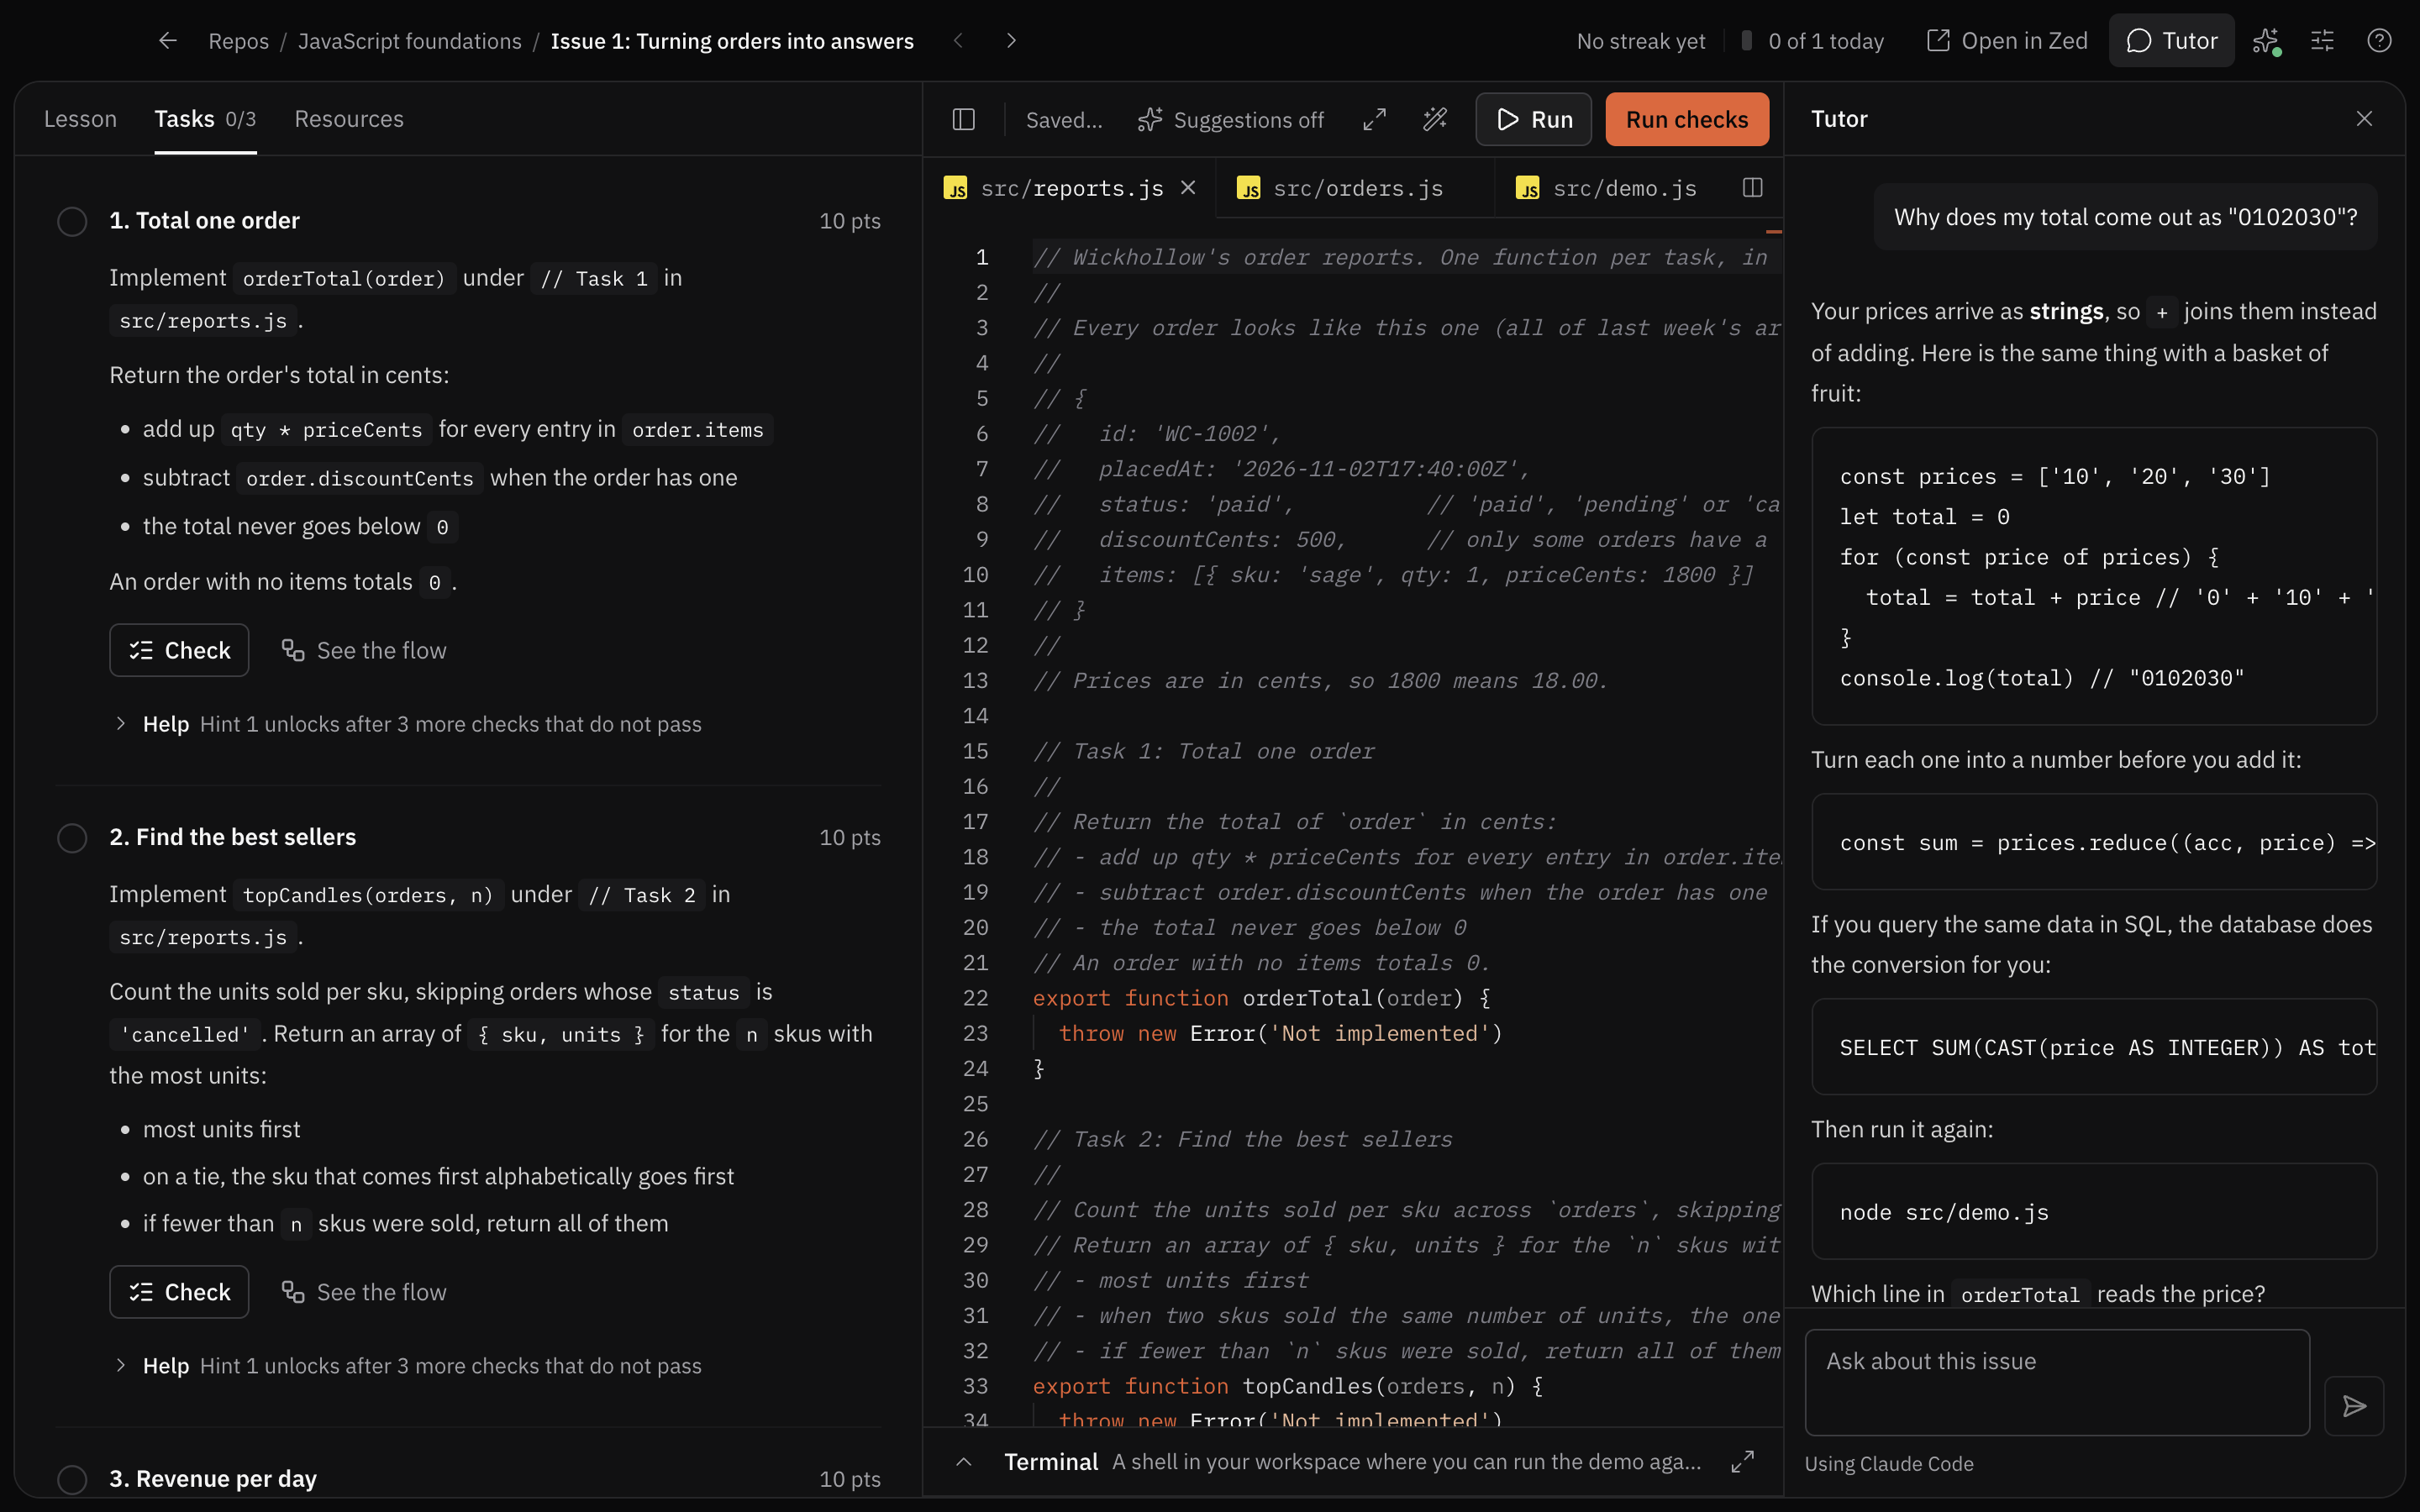 Repos / JavaScript foundations / Issue 1: Turning orders into answers
No streak yet
0 of 1 today
Open in Zed
Tutor
Lesson
Tasks 0/3
Resources
1. Total one order
10 pts
Implement orderTotal(order) under // Task 1 in
src/reports.js.
Return the order's total in cents:
• add up qty * priceCents for every entry in order.items
• subtract order.discountCents when the order has one
• the total never goes below 0
An order with no items totals 0.
Check
See the flow
Help Hint 1 unlocks after 3 more checks that do not pass
2. Find the best sellers
10 pts
Implement topCandles(orders, n) under // Task 2 in
src/reports.js.
Count the units sold per sku, skipping orders whose status is
'cancelled'. Return an array of { sku, units } for the n skus with
the most units:
• most units first
• on a tie, the sku that comes first alphabetically goes first
• if fewer than n skus were sold, return all of them
Check
See the flow
Help Hint 1 unlocks after 3 more checks that do not pass
3. Revenue per day
10 pts
Saved...
Suggestions off
Run
Run checks
JS src/reports.js
JS src/orders.js
JS src/demo.js
1 // Wickhollow's order reports. One function per task, in
2 //
3 // Every order looks like this one (all of last week's ar
4 //
5 // {
6 //   id: 'WC-1002',
7 //   placedAt: '2026-11-02T17:40:00Z',
8 //   status: 'paid',          // 'paid', 'pending' or 'ca
9 //   discountCents: 500,      // only some orders have a
10 //   items: [{ sku: 'sage', qty: 1, priceCents: 1800 }]
11 // }
12 //
13 // Prices are in cents, so 1800 means 18.00.
14
15 // Task 1: Total one order
16 //
17 // Return the total of `order` in cents:
18 // - add up qty * priceCents for every entry in order.ite
19 // - subtract order.discountCents when the order has one
20 // - the total never goes below 0
21 // An order with no items totals 0.
22 export function orderTotal(order) {
23   throw new Error('Not implemented')
24 }
25
26 // Task 2: Find the best sellers
27 //
28 // Count the units sold per sku across `orders`, skipping
29 // Return an array of { sku, units } for the `n` skus wit
30 // - most units first
31 // - when two skus sold the same number of units, the one
32 // - if fewer than `n` skus were sold, return all of them
33 export function topCandles(orders, n) {
34   throw new Error('Not implemented')
Terminal A shell in your workspace where you can run the demo aga...
Tutor
Why does my total come out as "0102030"?
Your prices arrive as strings, so + joins them instead
of adding. Here is the same thing with a basket of
fruit:
const prices = ['10', '20', '30']
let total = 0
for (const price of prices) {
  total = total + price // '0' + '10' + '
}
console.log(total) // "0102030"
Turn each one into a number before you add it:
const sum = prices.reduce((acc, price) =>
If you query the same data in SQL, the database does
the conversion for you:
SELECT SUM(CAST(price AS INTEGER)) AS tot
Then run it again:
node src/demo.js
Which line in orderTotal reads the price?
Ask about this issue
Using Claude Code